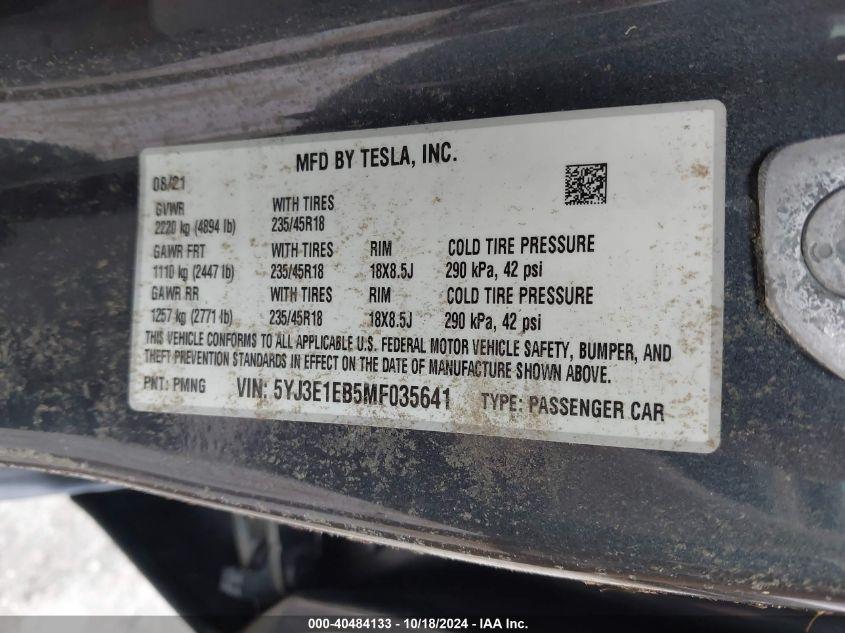 MFD BY TESLA, INC.
08/21
GVWR WITH TIRES
2220 kg (4894 lb) 235/45R18
GAWR FRT WITH TIRES RIM COLD TIRE PRESSURE
1110 kg (2447 lb) 235/45R18 18X8.5J 290 kPa, 42 psi
GAWR RR WITH TIRES RIM COLD TIRE PRESSURE
1257 kg (2771 lb) 235/45R18 18X8.5J 290 kPa, 42 psi
THIS VEHICLE CONFORMS TO ALL APPLICABLE U.S. FEDERAL MOTOR VEHICLE SAFETY, BUMPER, AND
THEFT PREVENTION STANDARDS IN EFFECT ON THE DATE OF MANUFACTURE SHOWN ABOVE.
PNT: PMNG VIN: 5YJ3E1EB5MF035641 TYPE: PASSENGER CAR
000-40484133 - 10/18/2024 - IAA Inc.